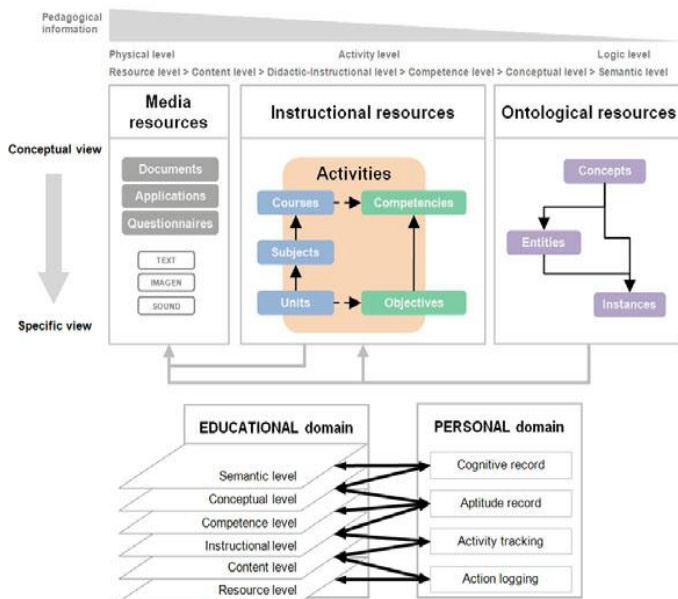 Pedagogical
information
Physical level
Activity level
Logic level
Resource level > Content level > Didactic-Instructional level > Competence level > Conceptual level > Semantic level
Media
resources
Instructional resources
Ontological resources
Conceptual view
Specific view
Documents
Applications
Questionnaires
TEXT
IMAGEN
SOUND
Activities
Courses
Competencies
Subjects
Units
Objectives
Concepts
Entities
Instances
EDUCATIONAL domain
Semantic level
Conceptual level
Competence level
Instructional level
Content level
Resource level
PERSONAL domain
Cognitive record
Aptitude record
Activity tracking
Action logging